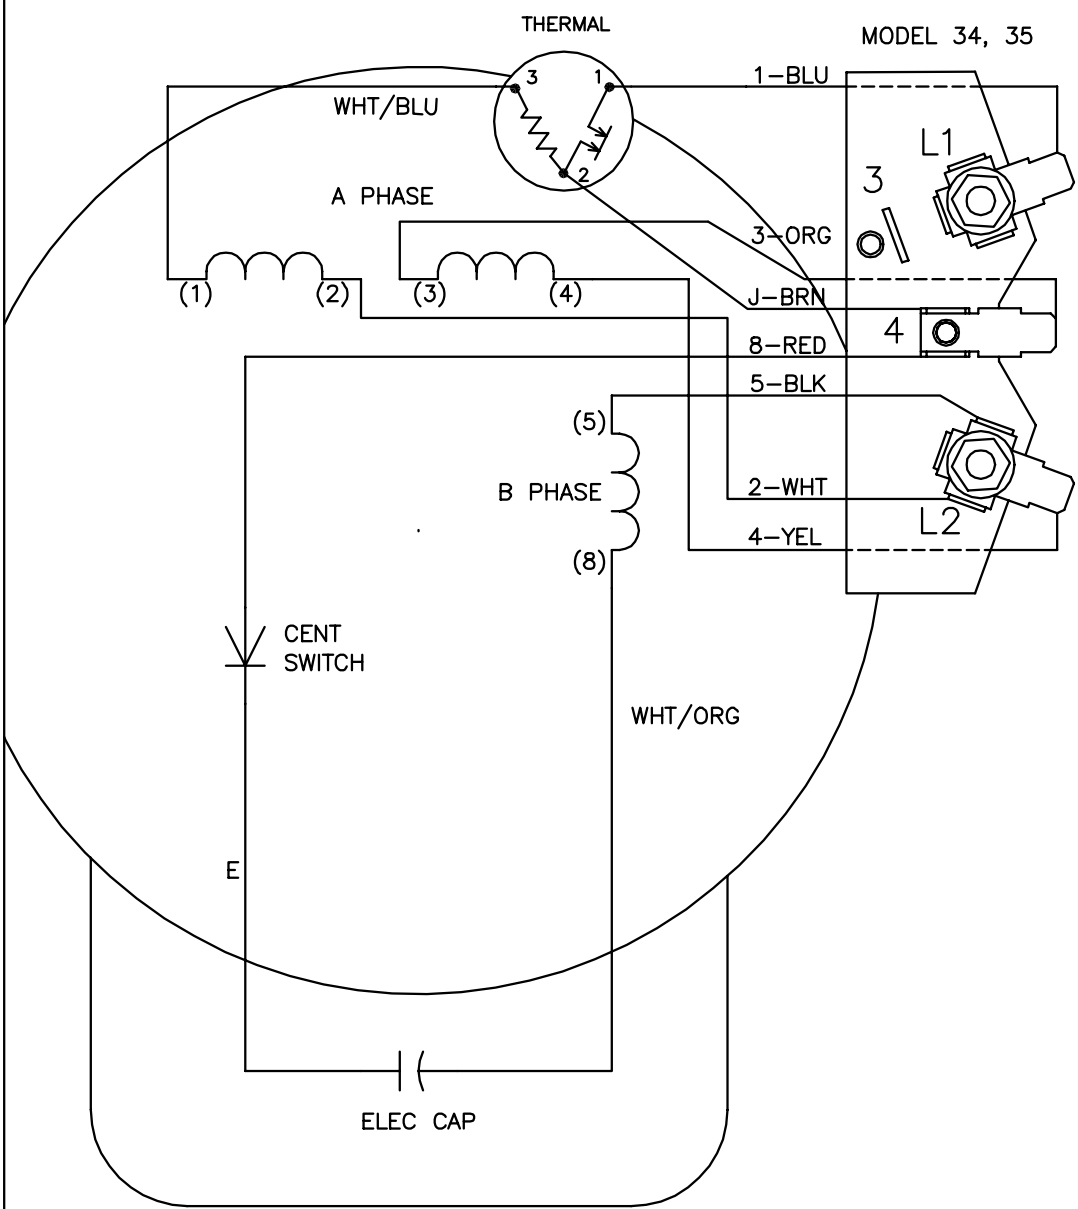 THERMAL
MODEL 34, 35
3
1
1-BLU
WHT/BLU
L1
2
3
A PHASE
3-ORG
(1)
(2)
(3)
(4)
J-BRN
4
8-RED
5-BLK
(5)
B PHASE
2-WHT
L2
4-YEL
(8)
CENT
SWITCH
WHT/ORG
E
ELEC CAP